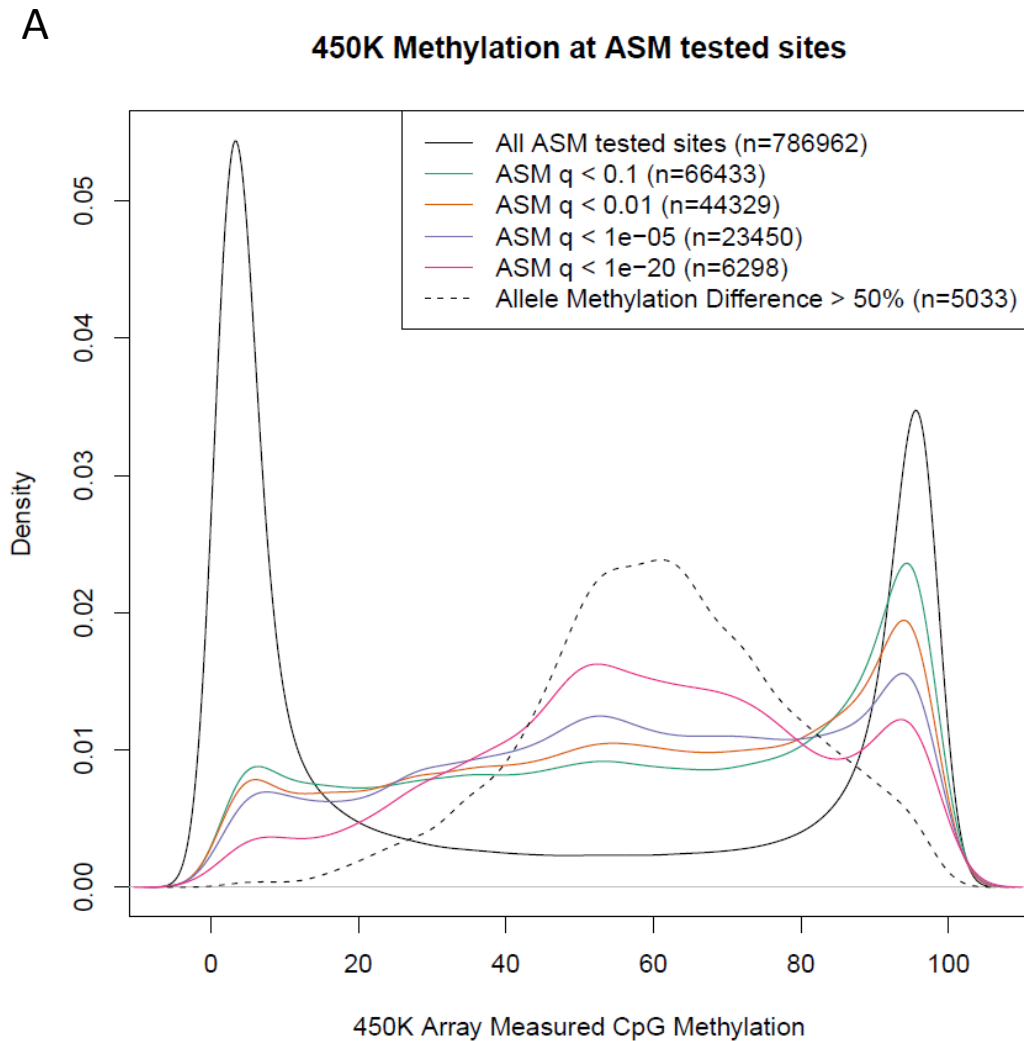 A
450K Methylation at ASM tested sites
All ASM tested sites (n=786962)
ASM q < 0.1 (n=66433)
ASM q < 0.01 (n=44329)
ASM q < 1e−05 (n=23450)
ASM q < 1e−20 (n=6298)
Allele Methylation Difference > 50% (n=5033)
Density
0.05
0.04
0.03
0.02
0.01
0.00
0 20 40 60 80 100
450K Array Measured CpG Methylation